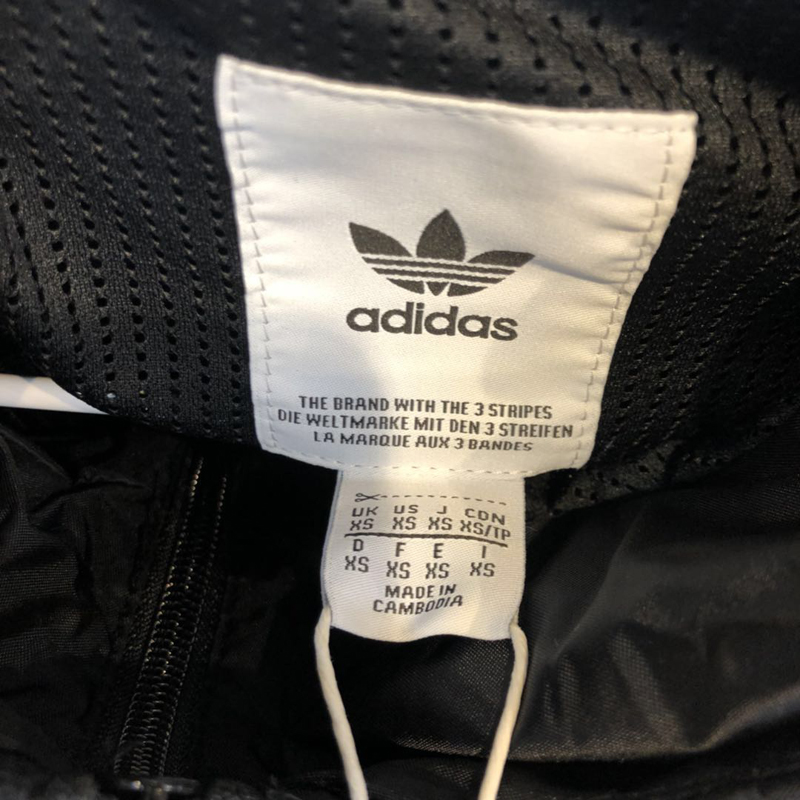 adidas
THE BRAND WITH THE 3 STRIPES
DIE WELTMARKE MIT DEN 3 STREIFEN
LA MARQUE AUX 3 BANDES
UK US J CDN
XS XS XS XS/TP
D F E I
XS XS XS XS
MADE IN
CAMBODIA